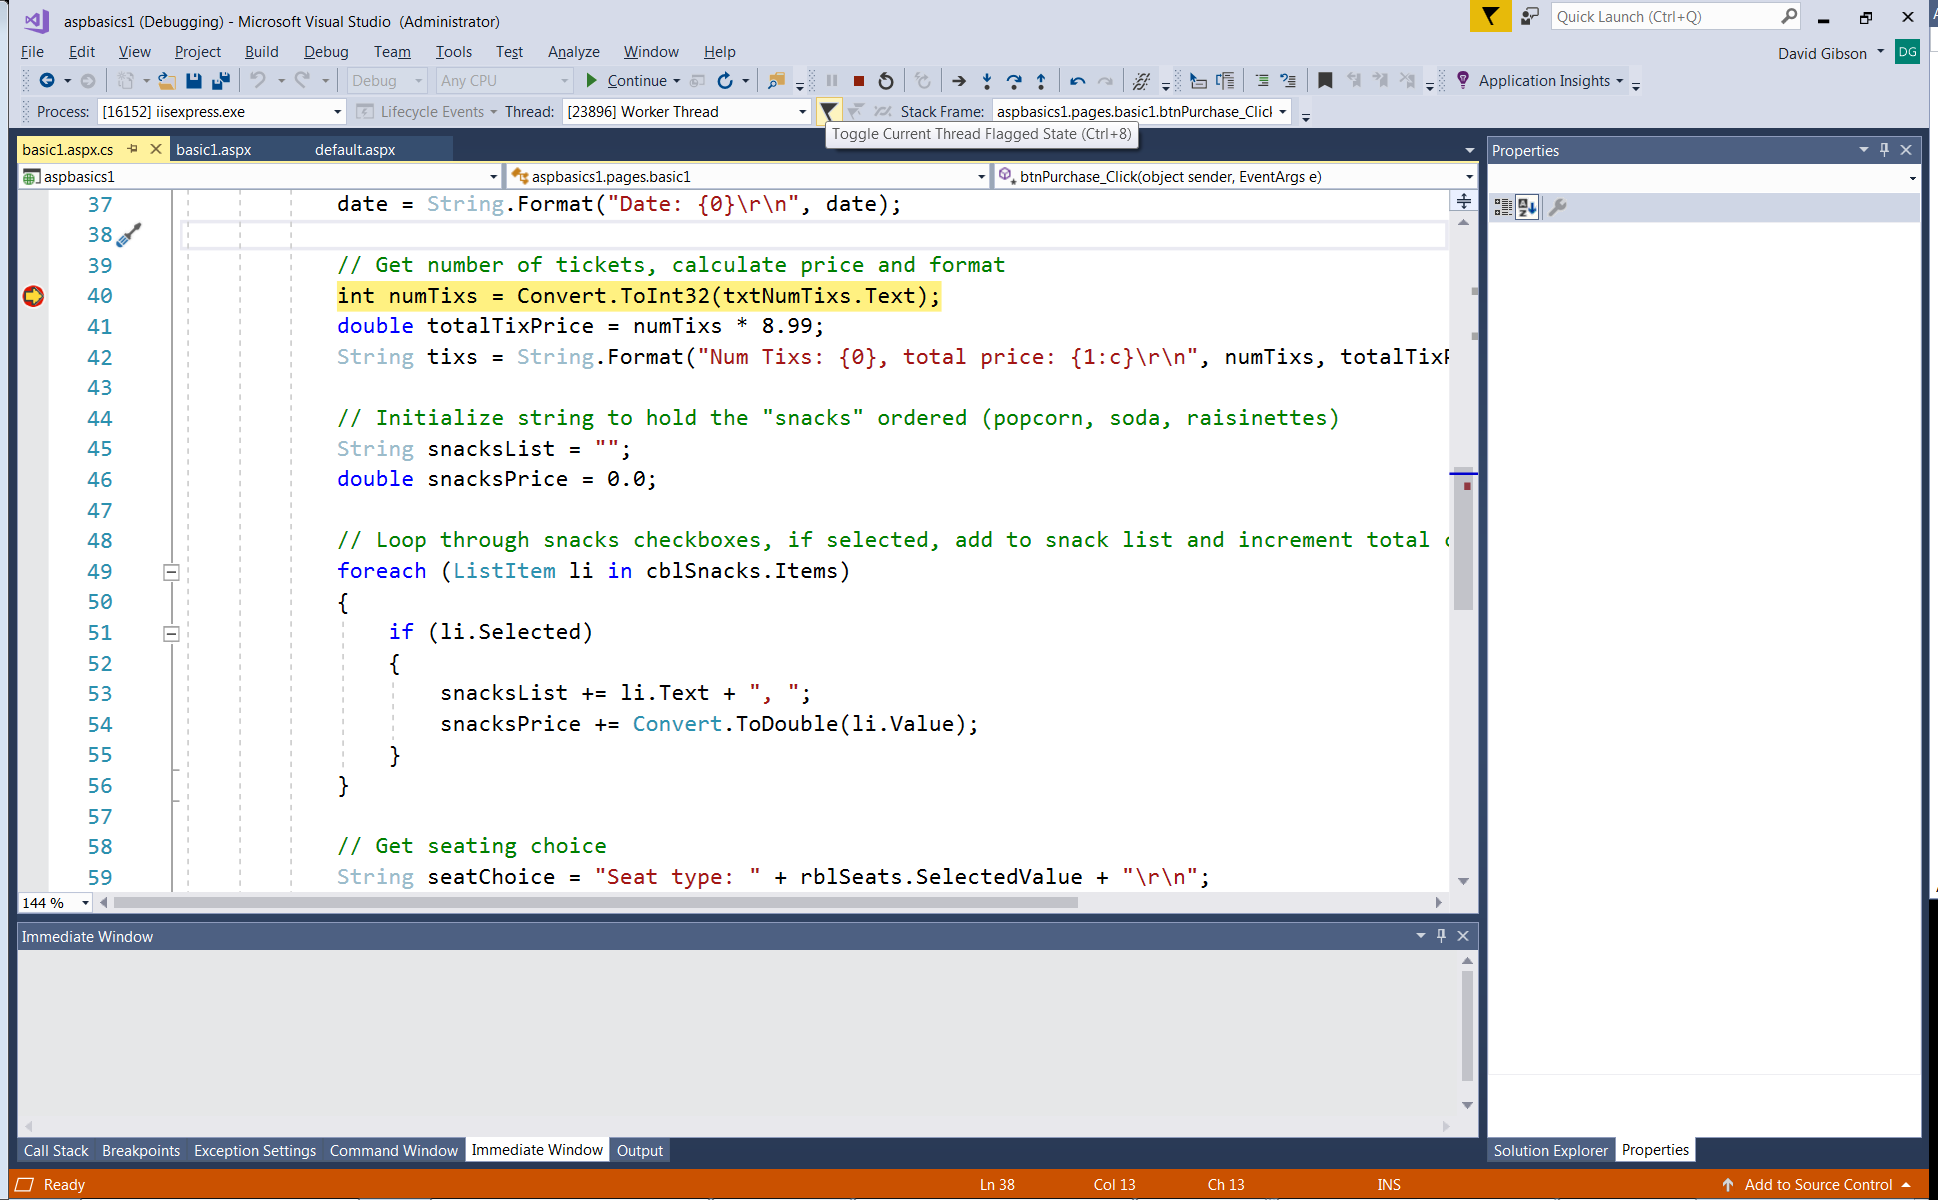 aspbasics1 (Debugging) - Microsoft Visual Studio (Administrator)
Quick Launch (Ctrl+Q)
File Edit View Project Build Debug Team Tools Test Analyze Window Help
David Gibson DG
Debug Any CPU Continue Application Insights
Process: [16152] iisexpress.exe Lifecycle Events Thread: [23896] Worker Thread Stack Frame: aspbasics1.pages.basic1.btnPurchase_Click
Toggle Current Thread Flagged State (Ctrl+8)
basic1.aspx.cs basic1.aspx default.aspx
Properties
aspbasics1 aspbasics1.pages.basic1 btnPurchase_Click(object sender, EventArgs e)
37 date = String.Format("Date: {0}\r\n", date);
38
39 // Get number of tickets, calculate price and format
40 int numTixs = Convert.ToInt32(txtNumTixs.Text);
41 double totalTixPrice = numTixs * 8.99;
42 String tixs = String.Format("Num Tixs: {0}, total price: {1:c}\r\n", numTixs, totalTixP
43
44 // Initialize string to hold the "snacks" ordered (popcorn, soda, raisinettes)
45 String snacksList = "";
46 double snacksPrice = 0.0;
47
48 // Loop through snacks checkboxes, if selected, add to snack list and increment total
49 foreach (ListItem li in cblSnacks.Items)
50 {
51 if (li.Selected)
52 {
53 snacksList += li.Text + ", ";
54 snacksPrice += Convert.ToDouble(li.Value);
55 }
56 }
57
58 // Get seating choice
59 String seatChoice = "Seat type: " + rblSeats.SelectedValue + "\r\n";
144 %
Immediate Window
Call Stack Breakpoints Exception Settings Command Window Immediate Window Output
Solution Explorer Properties
Ready Ln 38 Col 13 Ch 13 INS Add to Source Control